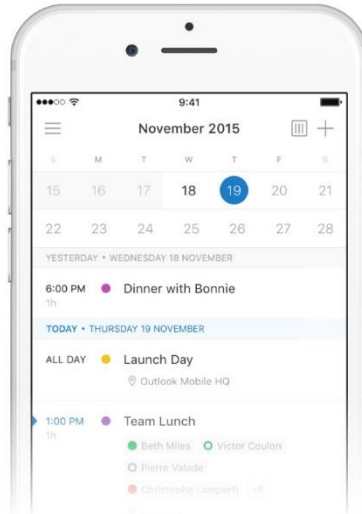 9:41
November 2015
S M T W T F S
15 16 17 18 19 20 21
22 23 24 25 26 27 28
YESTERDAY • WEDNESDAY 18 NOVEMBER
6:00 PM Dinner with Bonnie
1h
TODAY • THURSDAY 19 NOVEMBER
ALL DAY Launch Day
Outlook Mobile HQ
1:00 PM Team Lunch
1h
Beth Miles Victor Coulon
Pierre Valade
Christophe Lamperti +6